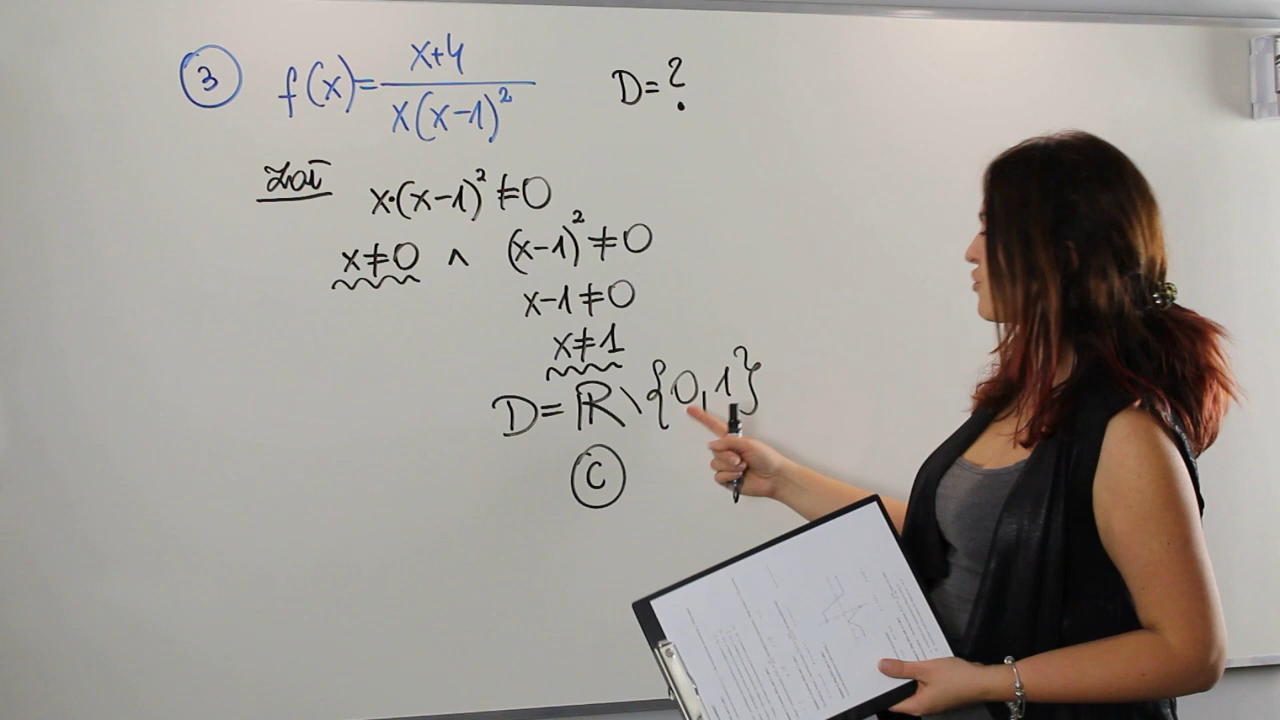 3 f(x)=x+4/x(x-1)² D=?
Zał x·(x-1)²≠0
x≠0 ∧ (x-1)²≠0
x-1≠0
x≠1
D=ℝ\{0,1}
C